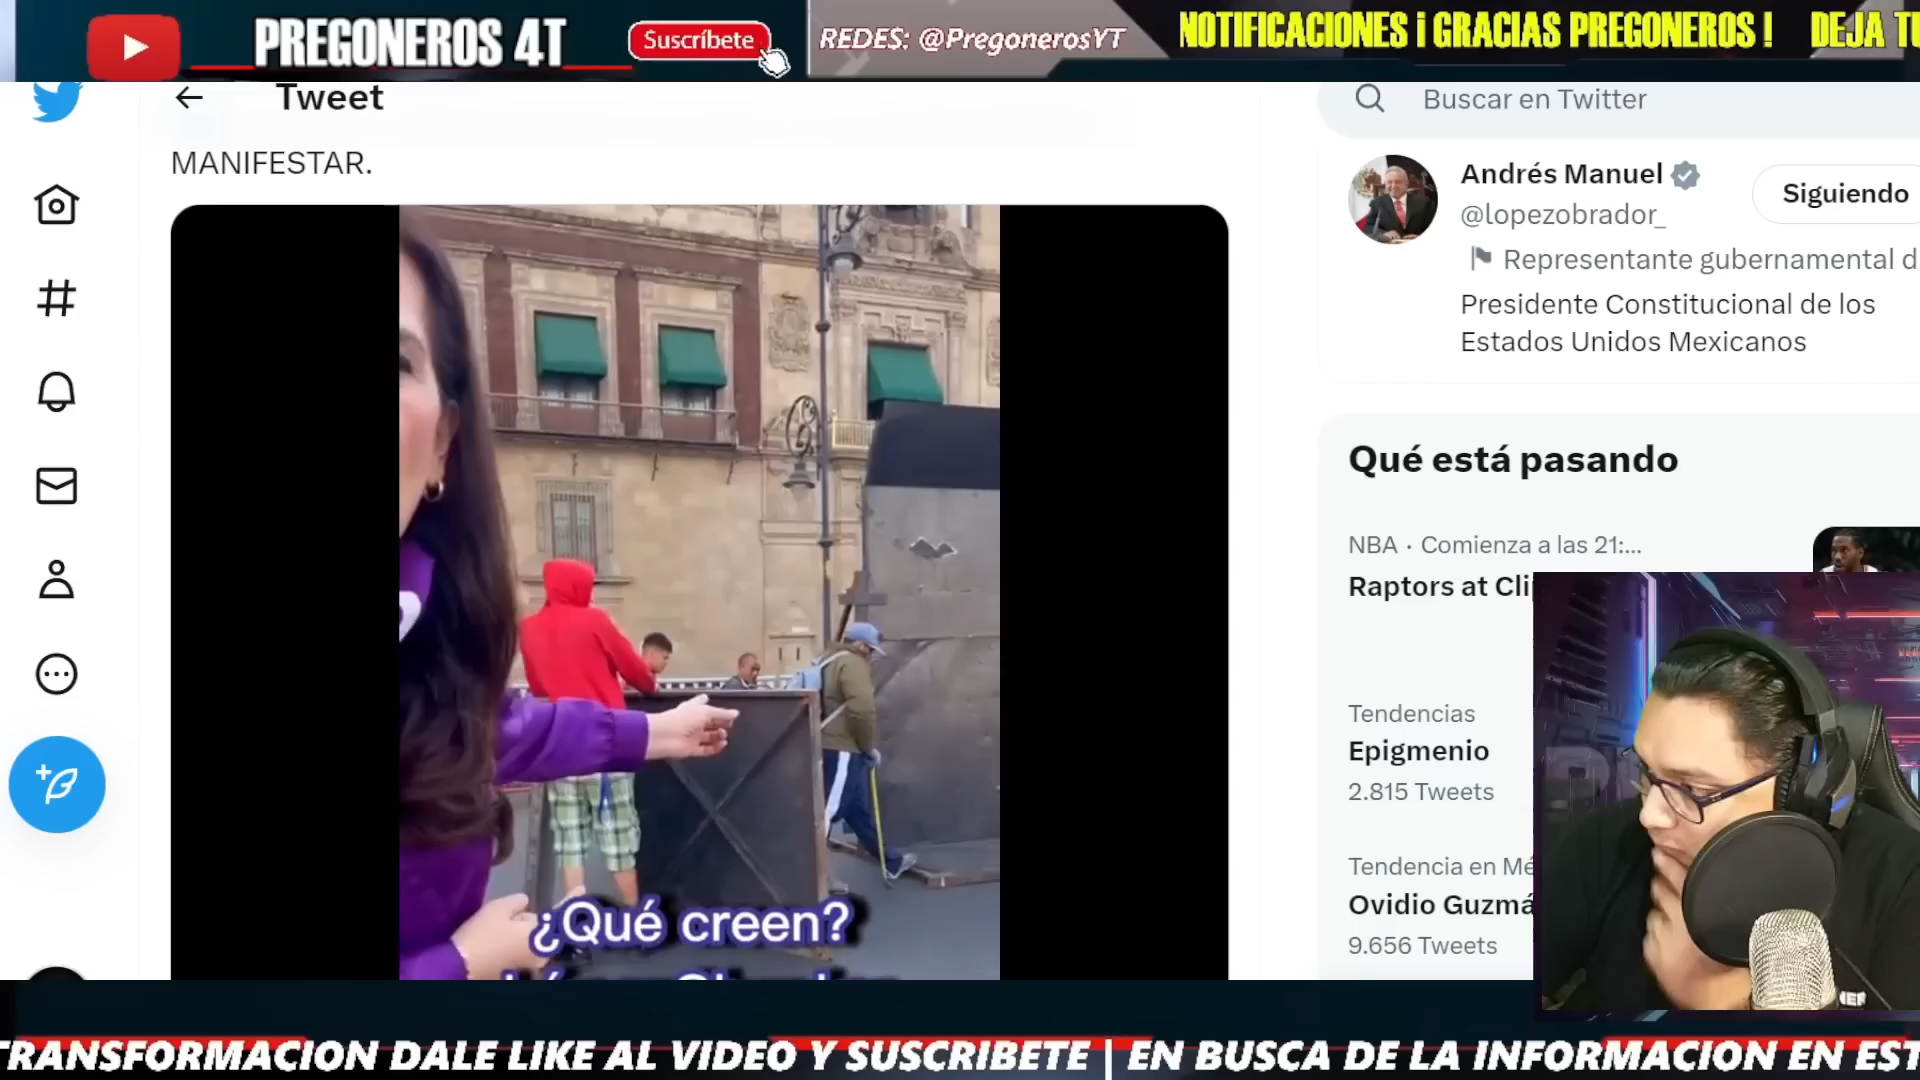 PREGONEROS 4T
Suscríbete
REDES: @PregonerosYT
NOTIFICACIONES ¡ GRACIAS PREGONEROS ! DEJA TU
Tweet
MANIFESTAR.
¿Qué creen?
Buscar en Twitter
Andrés Manuel
@lopezobrador_
Siguiendo
Representante gubernamental d
Presidente Constitucional de los
Estados Unidos Mexicanos
Qué está pasando
NBA · Comienza a las 21:...
Raptors at Cli
Tendencias
Epigmenio
2.815 Tweets
Tendencia en Mé
Ovidio Guzmá
9.656 Tweets
TRANSFORMACION DALE LIKE AL VIDEO Y SUSCRIBETE | EN BUSCA DE LA INFORMACION EN EST